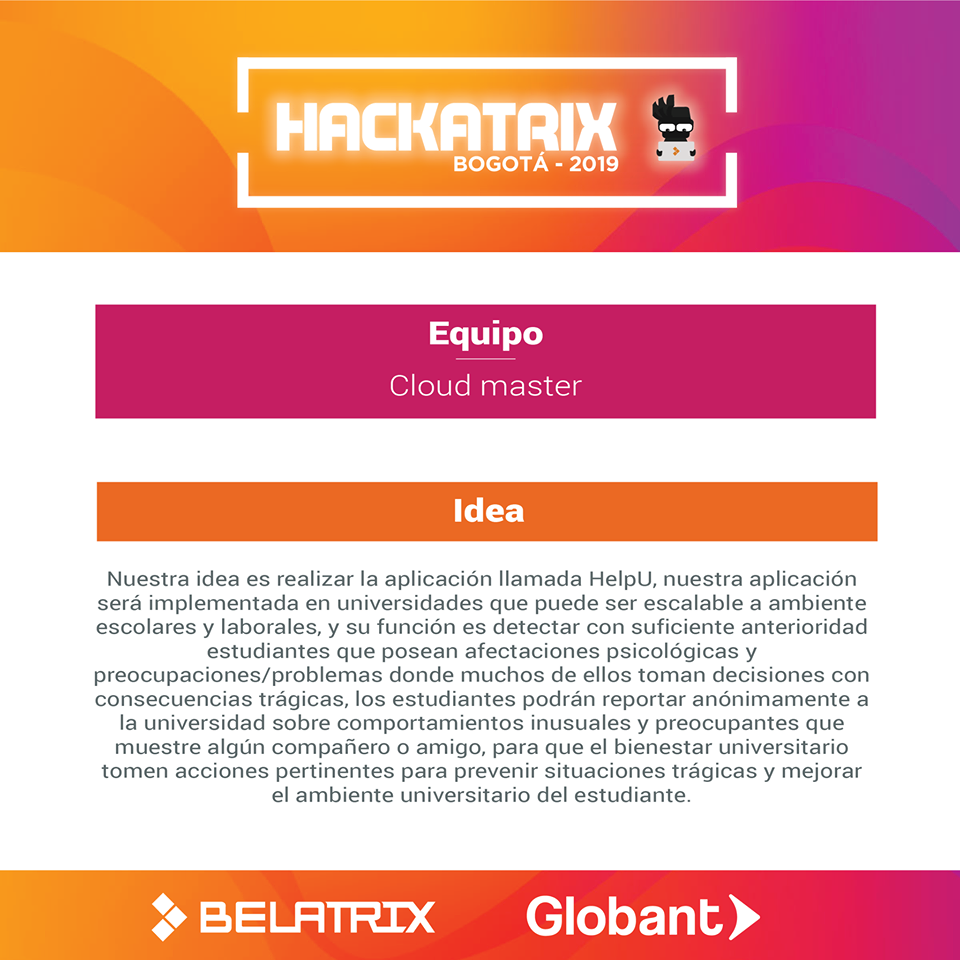 HACKATRIX
BOGOTÁ - 2019
Equipo
Cloud master
Idea
Nuestra idea es realizar la aplicación llamada HelpU, nuestra aplicación
será implementada en universidades que puede ser escalable a ambiente
escolares y laborales, y su función es detectar con suficiente anterioridad
estudiantes que posean afectaciones psicológicas y
preocupaciones/problemas donde muchos de ellos toman decisiones con
consecuencias trágicas, los estudiantes podrán reportar anónimamente a
la universidad sobre comportamientos inusuales y preocupantes que
muestre algún compañero o amigo, para que el bienestar universitario
tomen acciones pertinentes para prevenir situaciones trágicas y mejorar
el ambiente universitario del estudiante.
BELATRIX
Globant